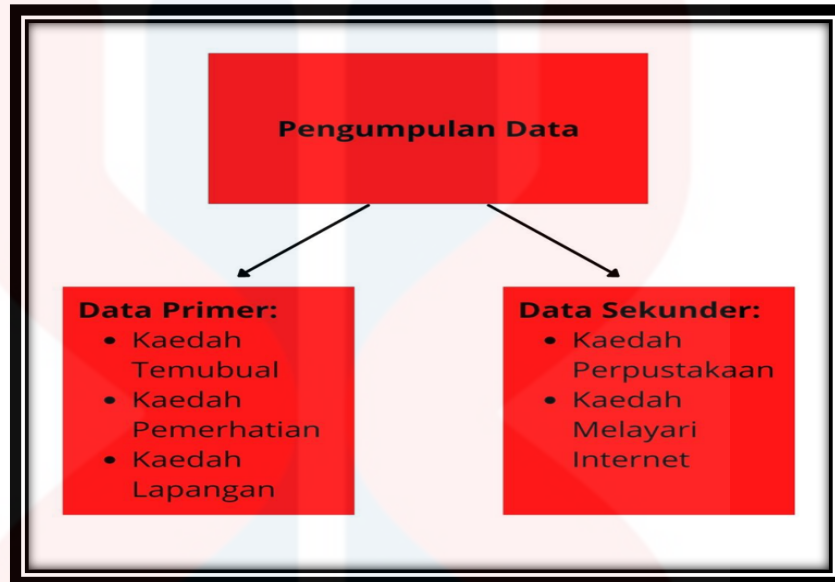 Pengumpulan Data
Data Primer:
• Kaedah
Temubual
• Kaedah
Pemerhatian
• Kaedah
Lapangan
Data Sekunder:
• Kaedah
Perpustakaan
• Kaedah
Melayari
Internet